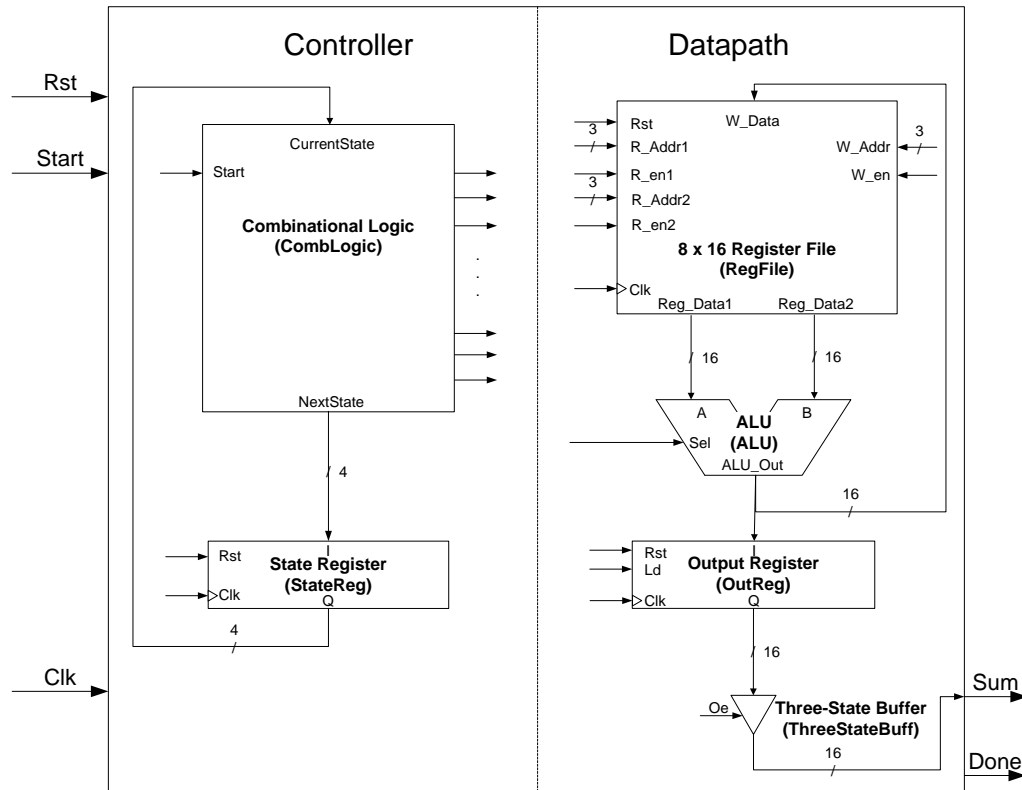 Controller
Datapath
Rst
Start
Clk
CurrentState
Start
Combinational Logic
(CombLogic)
.
.
.
NextState
/ 4
I
Rst
State Register
(StateReg)
Clk
Q
4
/
W_Data
3
/
Rst
R_Addr1
R_en1
3
/
R_Addr2
R_en2
3
/
W_Addr
W_en
8 x 16 Register File
(RegFile)
Clk
Reg_Data1
Reg_Data2
/ 16
/ 16
A
B
ALU
(ALU)
Sel
ALU_Out
16
/
I
Rst
Ld
Output Register
(OutReg)
Clk
Q
/ 16
Oe
Three-State Buffer
(ThreeStateBuff)
16
/
Sum
Done